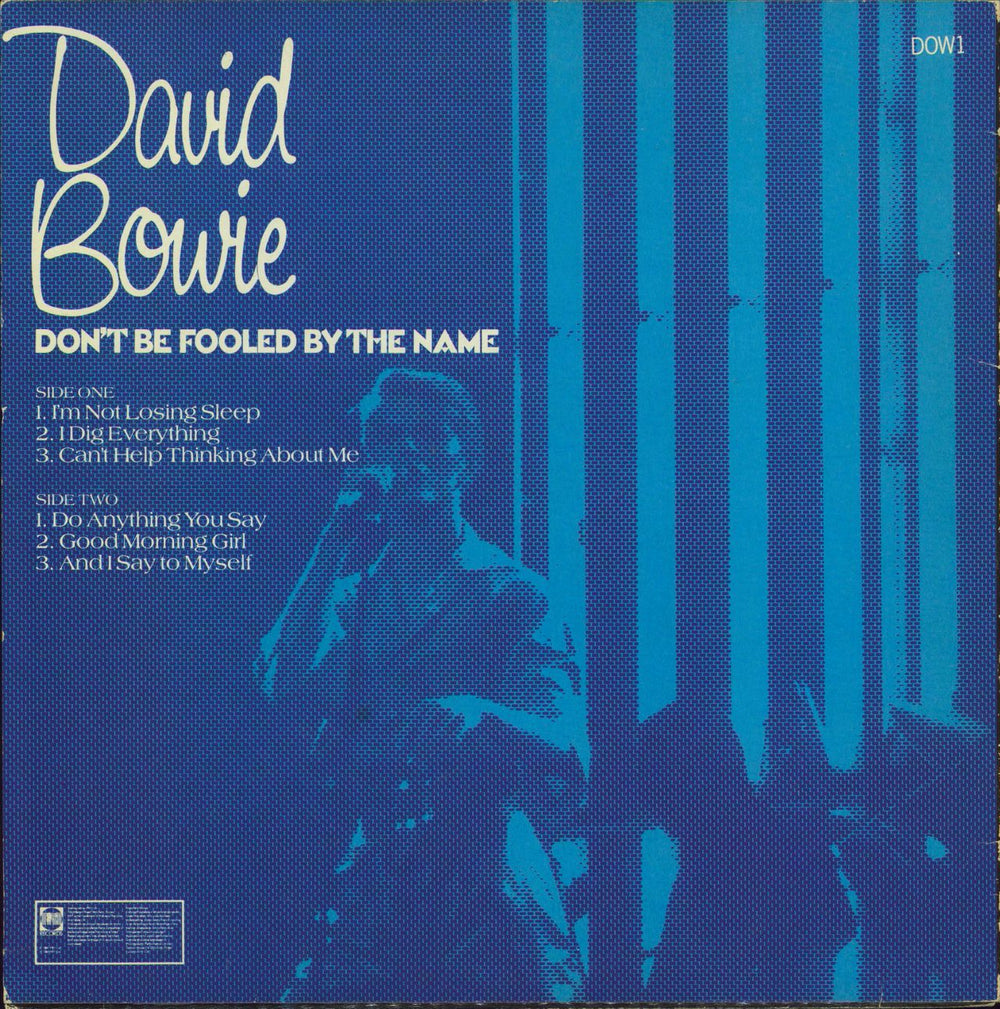 David
Bowie
DON'T BE FOOLED BY THE NAME
SIDE ONE
1. I'm Not Losing Sleep
2. I Dig Everything
3. Can't Help Thinking About Me
SIDE TWO
1. Do Anything You Say
2. Good Morning Girl
3. And I Say to Myself
DOW1